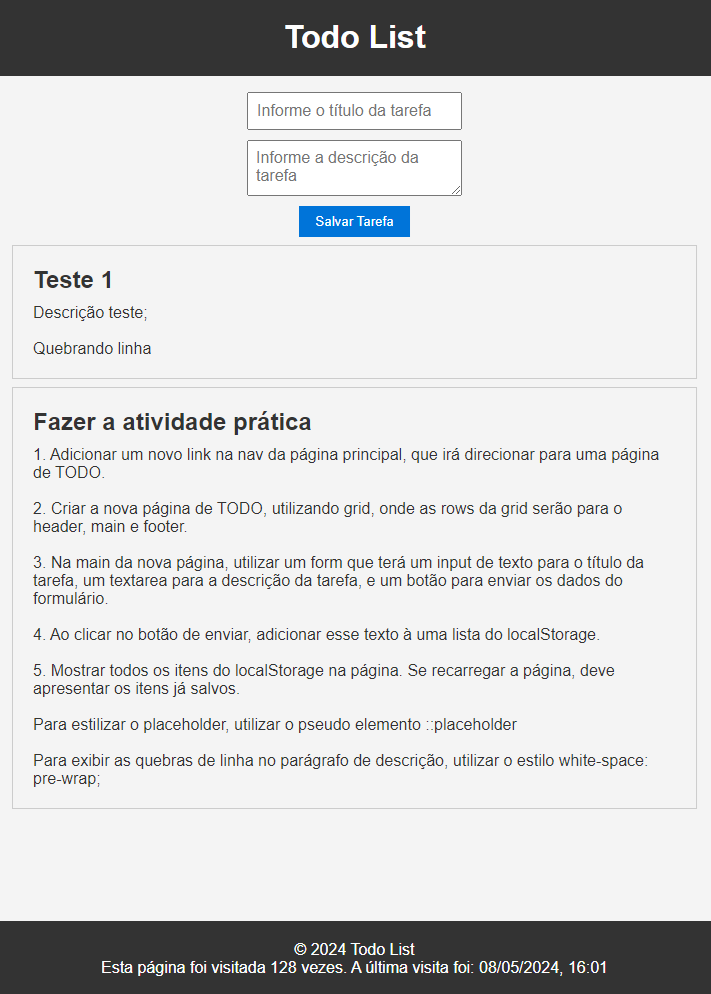 Todo List
Informe o título da tarefa
Informe a descrição da
tarefa
Salvar Tarefa
Teste 1
Descrição teste;
Quebrando linha
Fazer a atividade prática
1. Adicionar um novo link na nav da página principal, que irá direcionar para uma página
de TODO.
2. Criar a nova página de TODO, utilizando grid, onde as rows da grid serão para o
header, main e footer.
3. Na main da nova página, utilizar um form que terá um input de texto para o título da
tarefa, um textarea para a descrição da tarefa, e um botão para enviar os dados do
formulário.
4. Ao clicar no botão de enviar, adicionar esse texto à uma lista do localStorage.
5. Mostrar todos os itens do localStorage na página. Se recarregar a página, deve
apresentar os itens já salvos.
Para estilizar o placeholder, utilizar o pseudo elemento ::placeholder
Para exibir as quebras de linha no parágrafo de descrição, utilizar o estilo white-space:
pre-wrap;
© 2024 Todo List
Esta página foi visitada 128 vezes. A última visita foi: 08/05/2024, 16:01